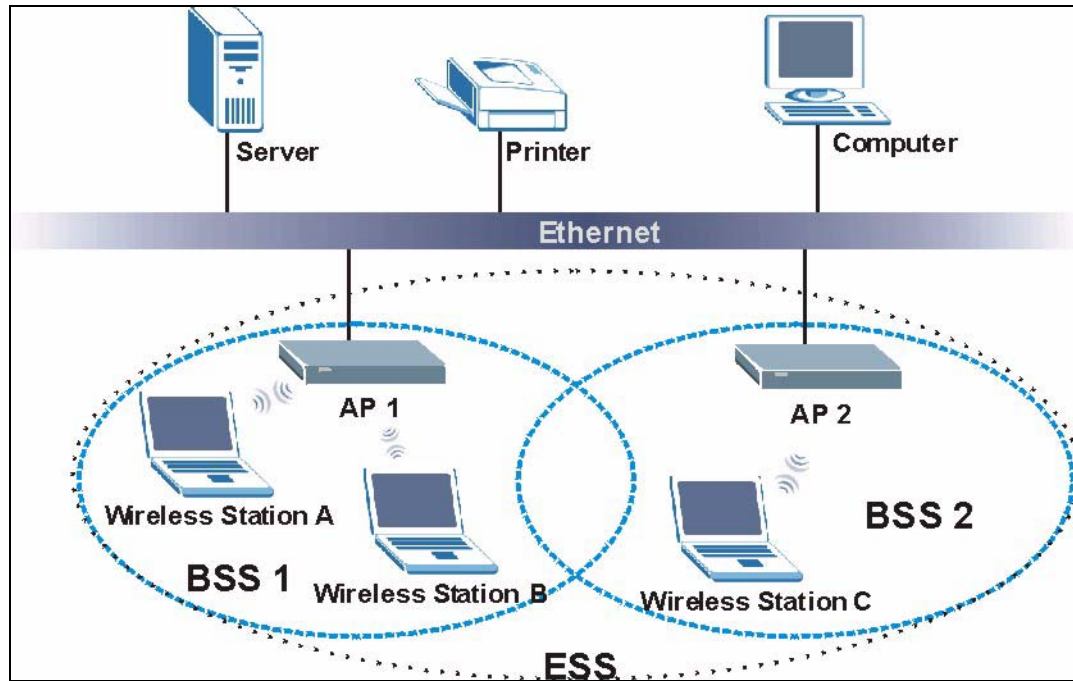 Server
Printer
Computer
Ethernet
AP 1
AP 2
Wireless Station A
BSS 2
BSS 1
Wireless Station B
Wireless Station C
ESS